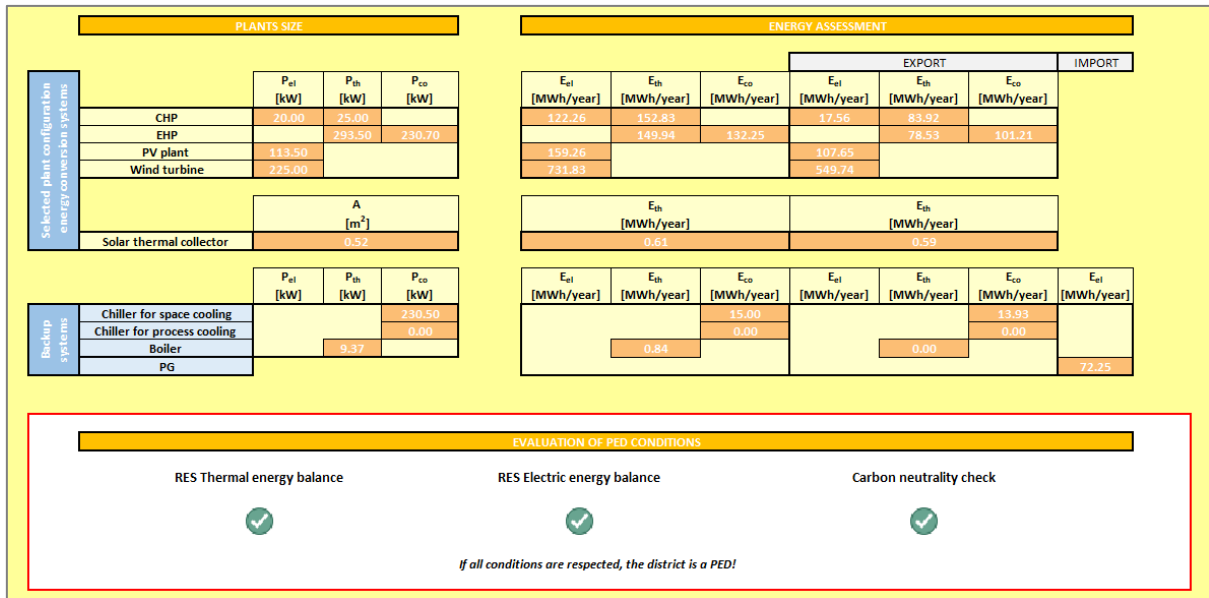 PLANTS SIZE ENERGY ASSESSMENT
EXPORT IMPORT
Selected plant configuration
energy conversion systems
Pel Pth Pco Eel Eth Eco Eel Eth Eco
[kW] [kW] [kW] [MWh/year] [MWh/year] [MWh/year] [MWh/year] [MWh/year] [MWh/year]
CHP 20.00 25.00 122.26 152.83 17.56 83.92
EHP 293.50 230.70 149.94 132.25 78.53 101.21
PV plant 113.50 159.26 107.65
Wind turbine 225.00 731.83 549.74
A Eth Eth
[m²] [MWh/year] [MWh/year]
Solar thermal collector 0.52 0.61 0.59
Backup
systems
Pel Pth Pco Eel Eth Eco Eel Eth Eco Eel
[kW] [kW] [kW] [MWh/year] [MWh/year] [MWh/year] [MWh/year] [MWh/year] [MWh/year] [MWh/year]
Chiller for space cooling 230.50 15.00 13.93
Chiller for process cooling 0.00 0.00 0.00
Boiler 9.37 0.84 0.00
PG 72.25
EVALUATION OF PED CONDITIONS
RES Thermal energy balance RES Electric energy balance Carbon neutrality check
If all conditions are respected, the district is a PED!